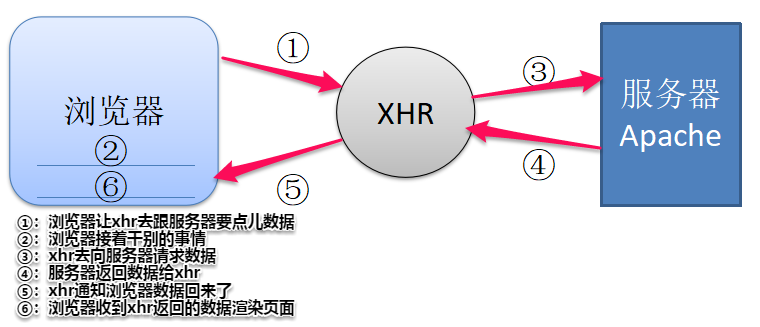 ①
③
浏览器
XHR
服务器
Apache
②
⑥
④
⑤
①：浏览器让xhr去跟服务器要点儿数据
②：浏览器接着干别的事情
③：xhr去向服务器请求数据
④：服务器返回数据给xhr
⑤：xhr通知浏览器数据回来了
⑥：浏览器收到xhr返回的数据渲染页面